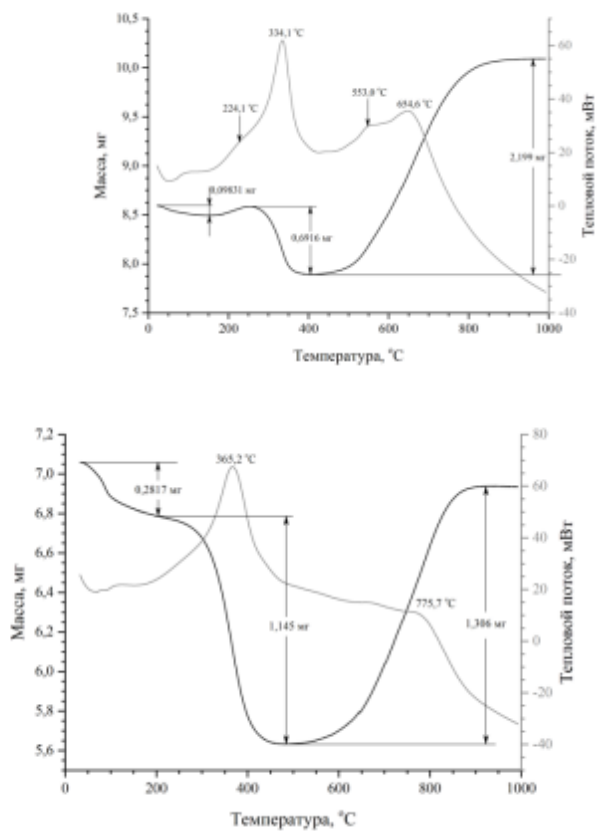 10,5
10,0
9,5
9,0
8,5
8,0
7,5
Масса, мг
334,1 °C
224,1 °C
553,0 °C
654,6 °C
0,09831 мг
0,6916 мг
2,199 мг
60
40
20
0
-20
-40
Тепловой поток, мВт
0
200
400
600
800
1000
Температура, °C
7,2
7,0
6,8
6,6
6,4
6,2
6,0
5,8
5,6
Масса, мг
365,2 °C
0,2817 мг
1,145 мг
775,7 °C
1,306 мг
80
60
40
20
0
-20
-40
Тепловой поток, мВт
0
200
400
600
800
1000
Температура, °C